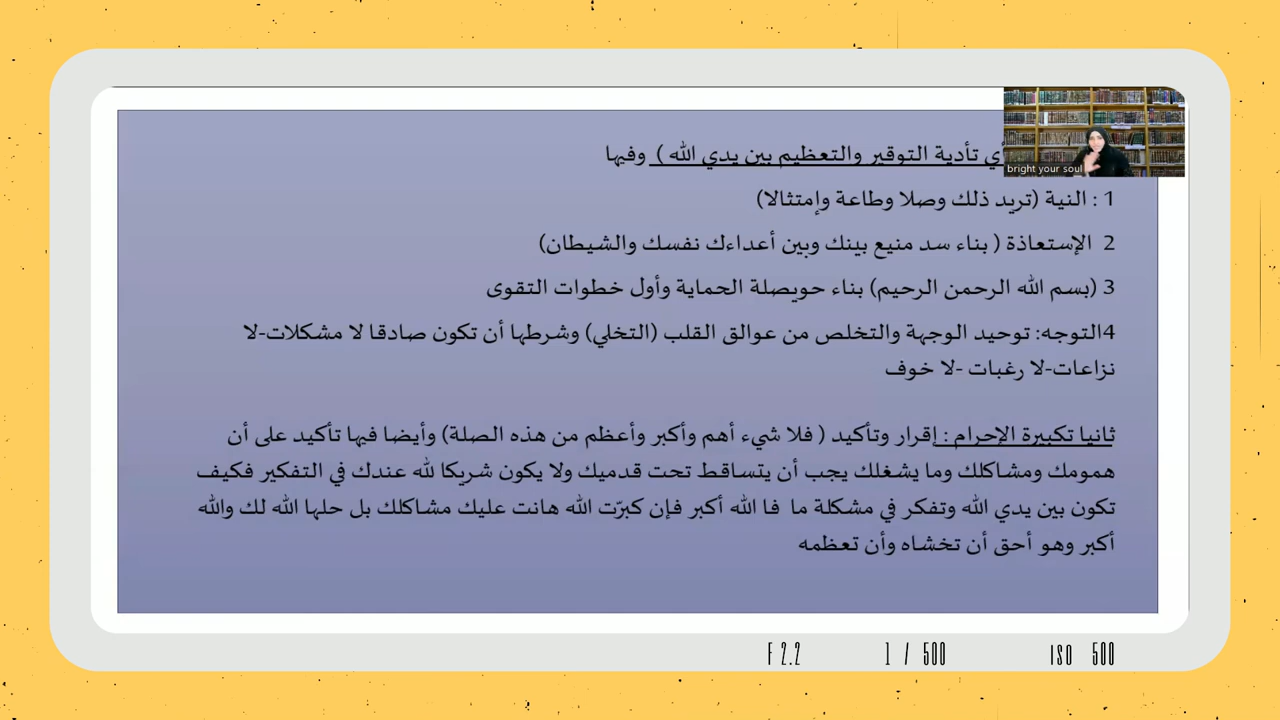 أي تأدية التوقير والتعظيم بين يدي الله ) وفيها
bright your soul
1 : النية (تريد ذلك وصلا وطاعة وإمتثالا)
2 الإستعاذة ( بناء سد منيع بينك وبين أعداءك نفسك والشيطان)
3 (بسم الله الرحمن الرحيم) بناء حويصلة الحماية وأول خطوات التقوى
4التوجه: توحيد الوجهة والتخلص من عوالق القلب (التخلي) وشرطها أن تكون صادقا لا مشكلات-لا
نزاعات-لا رغبات -لا خوف
ثانيا تكبيرة الإحرام : إقرار وتأكيد ( فلا شيء أهم وأكبر وأعظم من هذه الصلة) وأيضا فيها تأكيد على أن
همومك ومشاكلك وما يشغلك يجب أن يتساقط تحت قدميك ولا يكون شريكا لله عندك في التفكير فكيف
تكون بين يدي الله وتفكر في مشكلة ما فا الله أكبر فإن كبرّت الله هانت عليك مشاكلك بل حلها الله لك والله
أكبر وهو أحق أن تخشاه وأن تعظمه
F 2.2 1 / 500 ISO 500